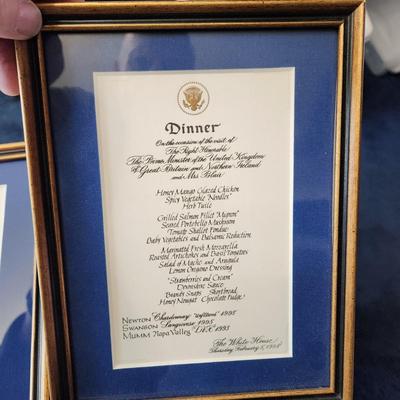 Dinner
On the occasion of the visit of
The Right Honorable
The Prime Minister of the United Kingdom
of Great Britain and Northern Ireland
and Mrs. Blair
Honey Mango Glazed Chicken
Spicy Vegetable "Noodles"
Herb Tuile
Grilled Salmon Fillet "Mignon"
Seared Portobello Mushroom
Tomato Shallot Fondue
Baby Vegetables and Balsamic Reduction
Marinated Fresh Mozzarella
Roasted Artichokes and Basil Tomatoes
Salad of Mache and Arugula
Lemon Oregano Dressing
"Strawberries and Cream"
Devonshire Sauce
Brandy Snaps Shortbread
Honey Nougat Chocolate Fudge
NEWTON Chardonnay 1995
SWANSON Sangiovese 1995
MUMM Napa Valley "DVX" 1993
The White House
Thursday, February 5, 1998